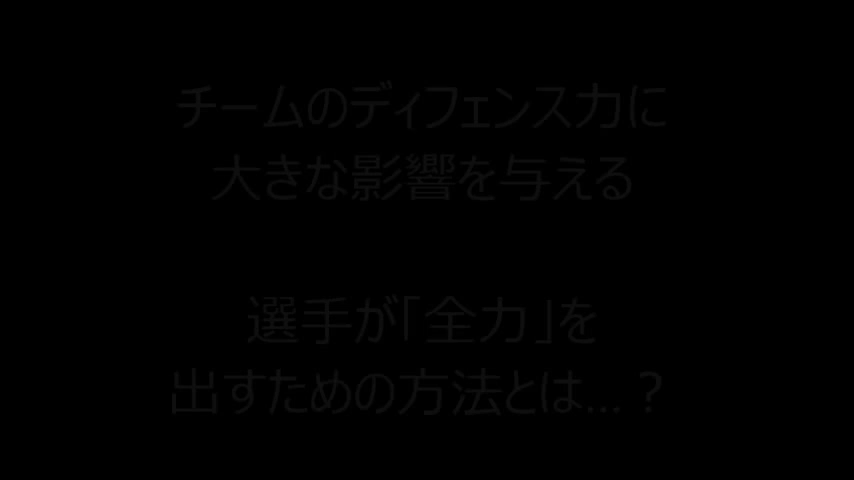 チームのディフェンス力に
大きな影響を与える
選手が「全力」を
出すための方法とは…？